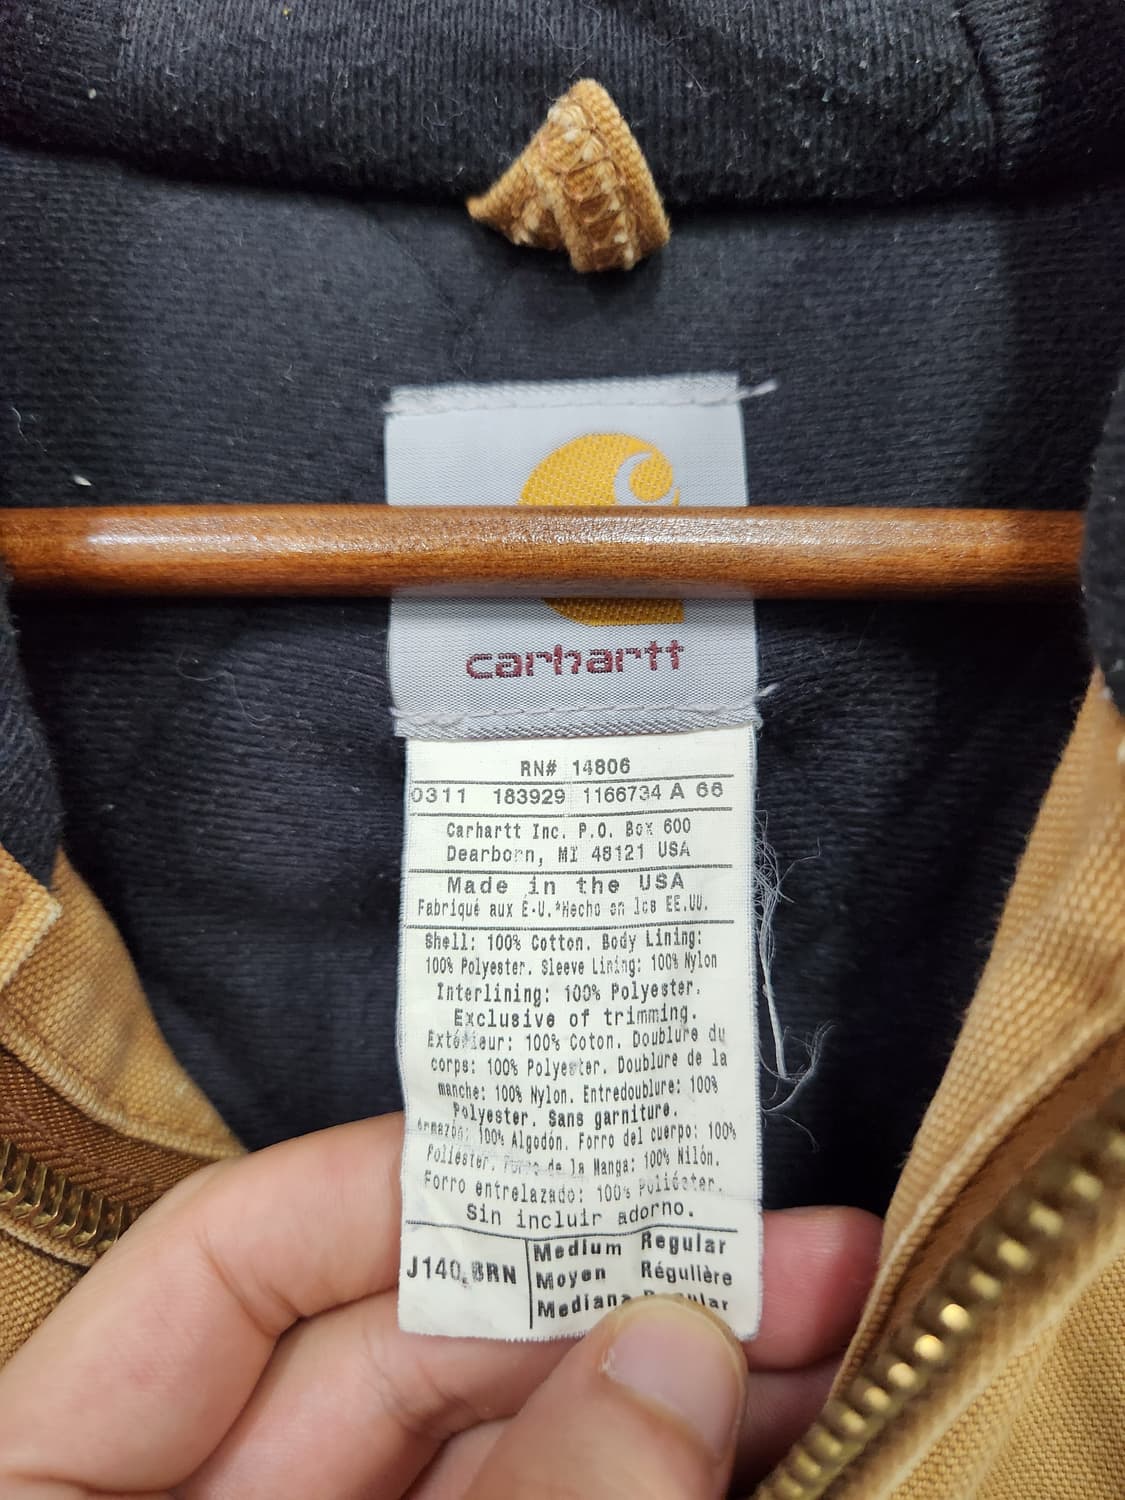 carhartt
RN# 14806
0311 183929 1166734 A 66
Carhartt Inc. P.O. Box 600
Dearborn, MI 48121 USA
Made in the USA
Fabriqué aux É-U.*Hecho en los EE.UU.
Shell: 100% Cotton. Body Lining:
100% Polyester. Sleeve Lining: 100% Nylon
Interlining: 100% Polyester.
Exclusive of trimming.
Extérieur: 100% Coton. Doublure du
corps: 100% Polyester. Doublure de la
manche: 100% Nylon. Entredoublure: 100%
Polyester. Sans garniture.
Armazón: 100% Algodón. Forro del cuerpo: 100%
Poliéster. Forro de la Manga: 100% Nilón.
Forro entrelazado: 100% Poliéster.
Sin incluir adorno.
J140 BRN
Medium Regular
Moyen Régulière
Mediana Regular